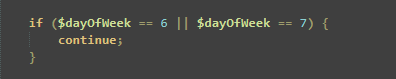 if ($dayOfWeek == 6 || $dayOfWeek == 7) {
    continue;
}